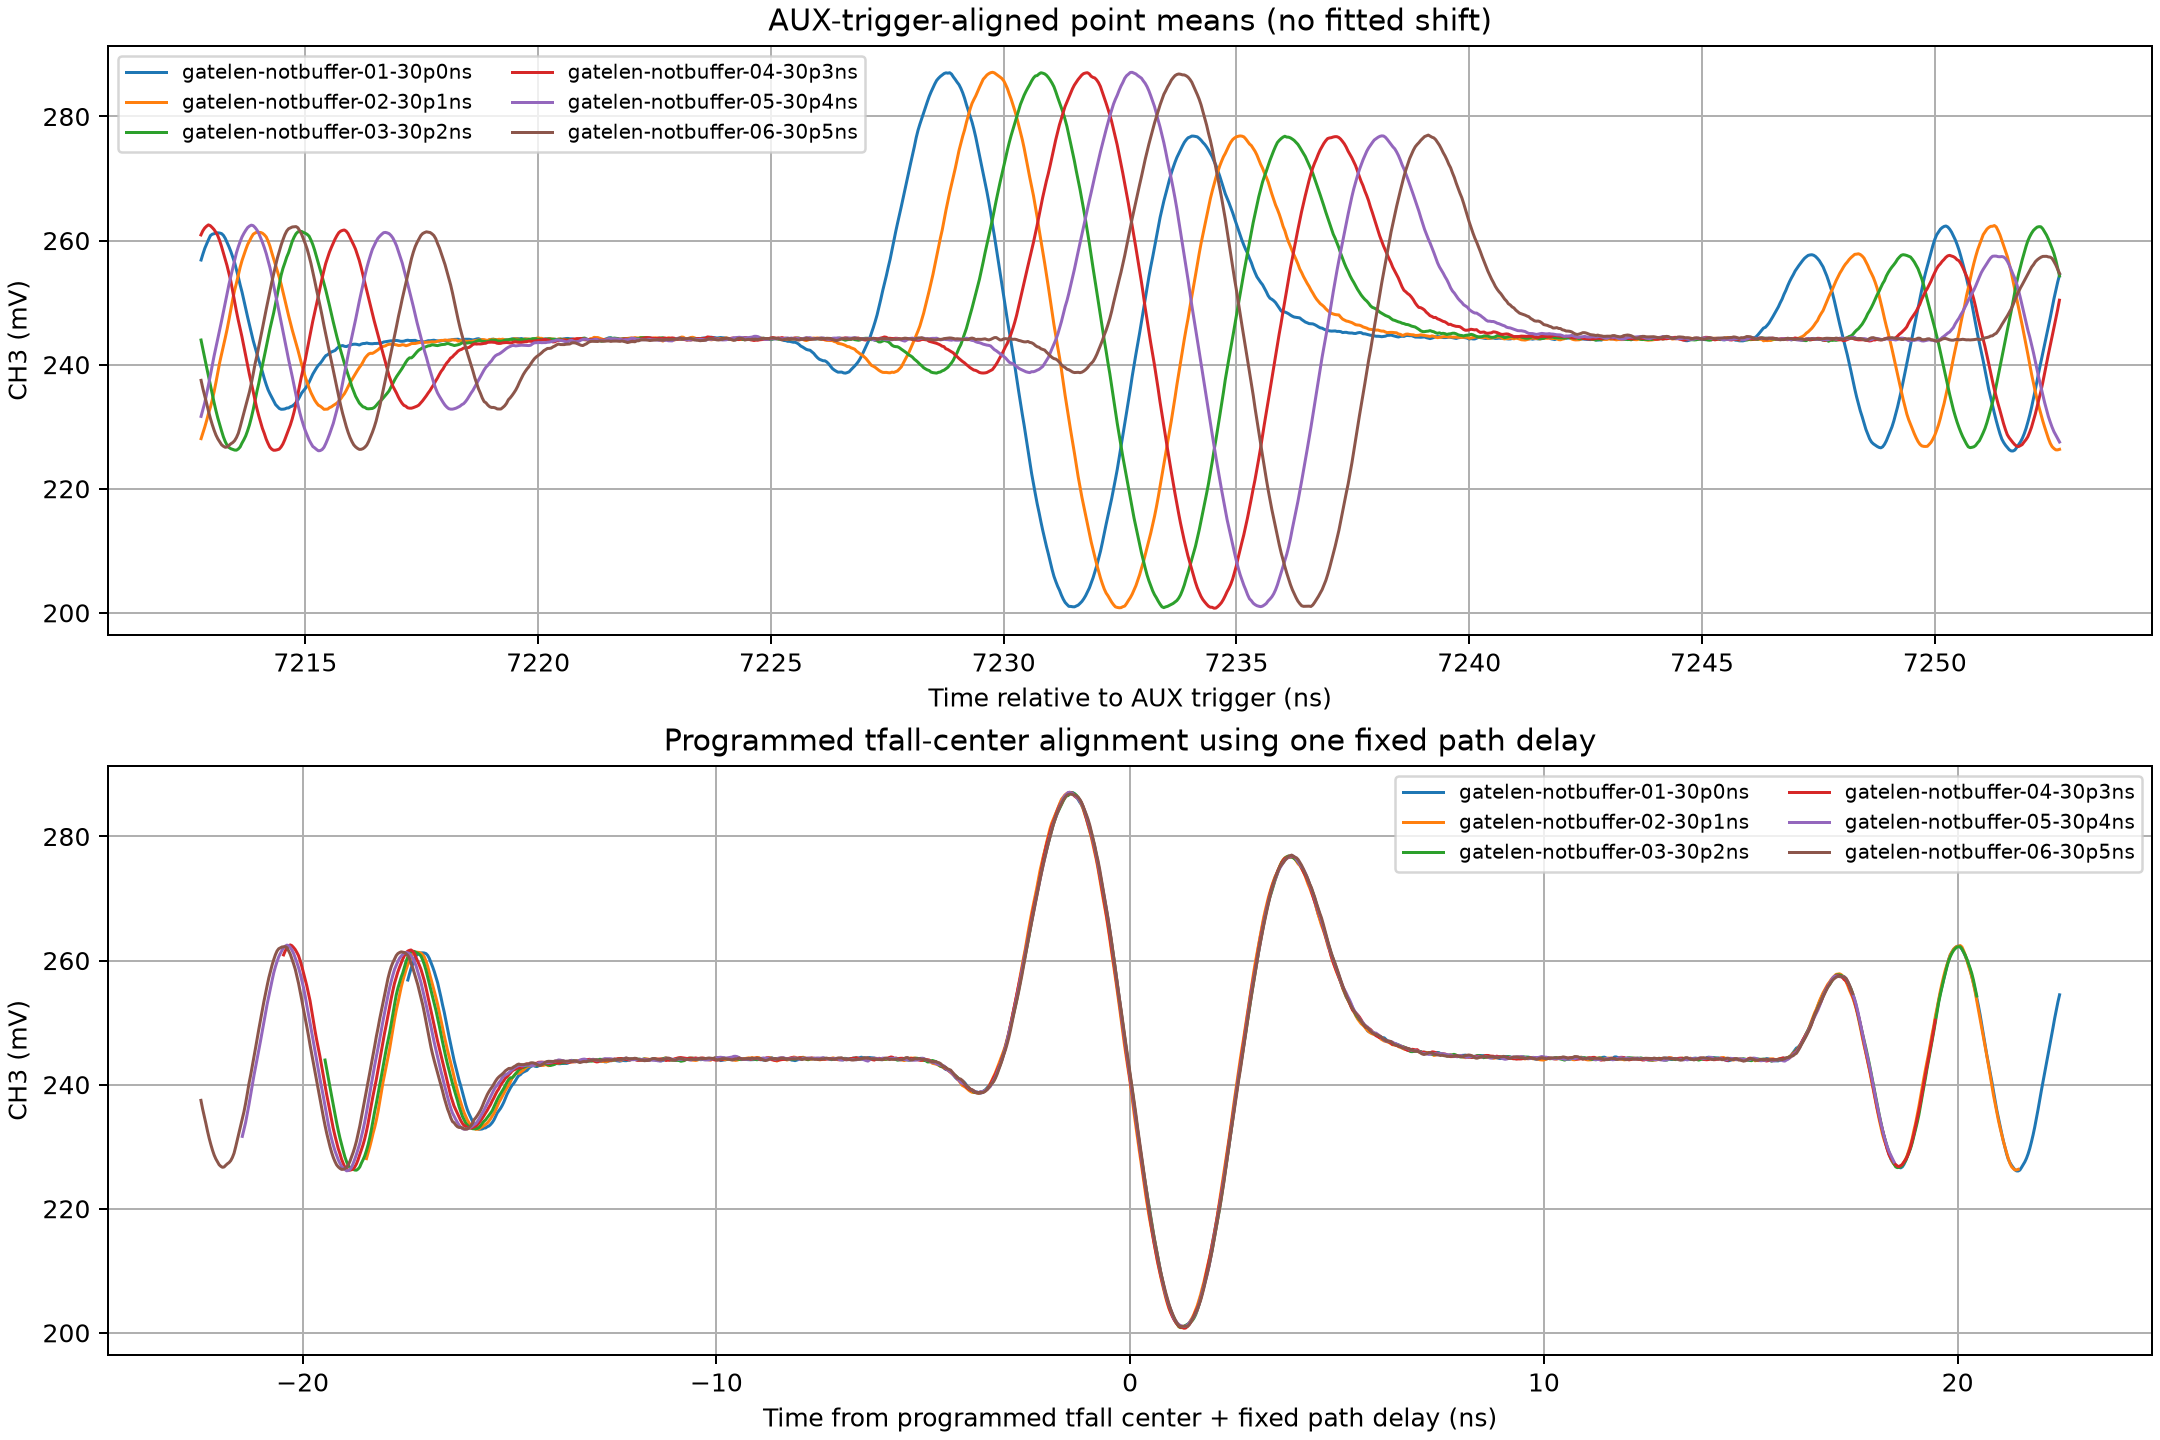 AUX-trigger-aligned point means (no fitted shift)
gatelen-notbuffer-01-30p0ns
gatelen-notbuffer-02-30p1ns
gatelen-notbuffer-03-30p2ns
gatelen-notbuffer-04-30p3ns
gatelen-notbuffer-05-30p4ns
gatelen-notbuffer-06-30p5ns
280
260
240
220
200
CH3 (mV)
7215 7220 7225 7230 7235 7240 7245 7250
Time relative to AUX trigger (ns)
Programmed tfall-center alignment using one fixed path delay
gatelen-notbuffer-01-30p0ns
gatelen-notbuffer-02-30p1ns
gatelen-notbuffer-03-30p2ns
gatelen-notbuffer-04-30p3ns
gatelen-notbuffer-05-30p4ns
gatelen-notbuffer-06-30p5ns
280
260
240
220
200
CH3 (mV)
−20 −10 0 10 20
Time from programmed tfall center + fixed path delay (ns)